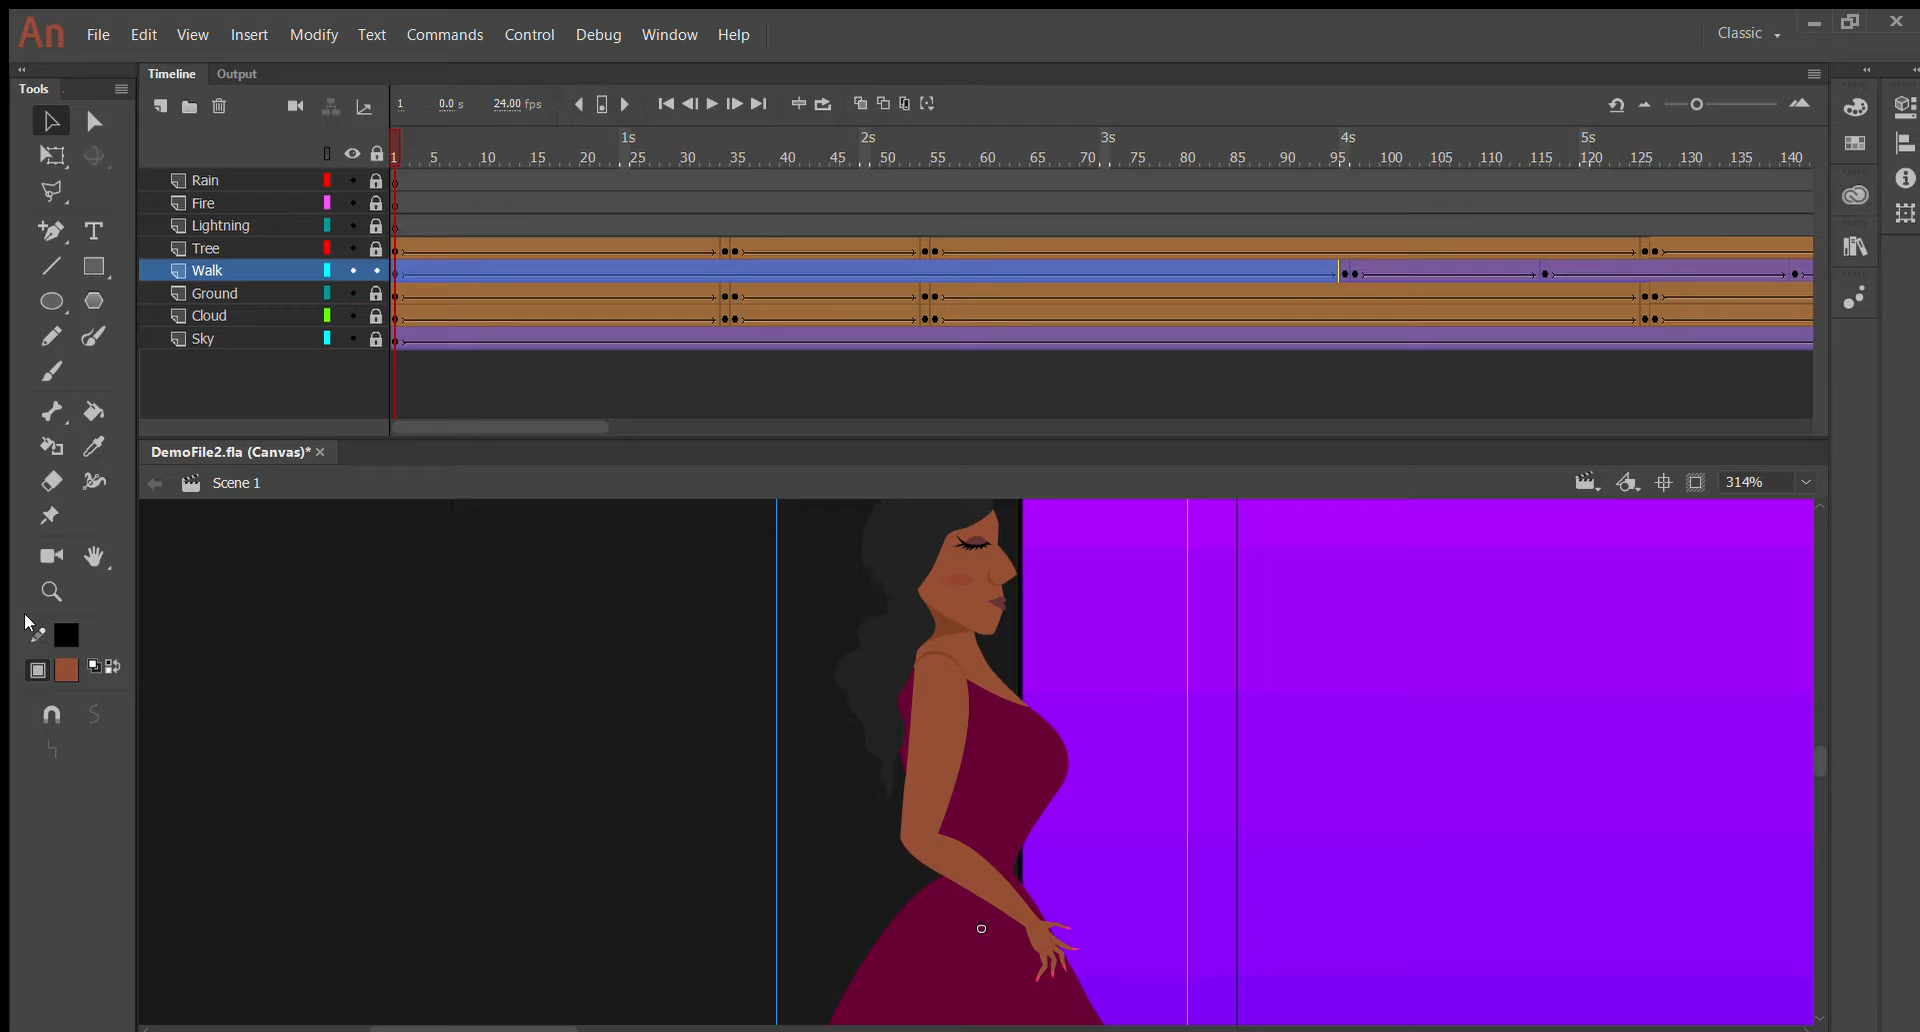 An File Edit View Insert Modify Text Commands Control Debug Window Help Classic
Tools
Timeline Output
1 0.0 s 24.00 fps
1s 2s 3s 4s 5s
1 5 10 15 20 25 30 35 40 45 50 55 60 65 70 75 80 85 90 95 100 105 110 115 120 125 130 135 140
Rain
Fire
Lightning
Tree
Walk
Ground
Cloud
Sky
DemoFile2.fla (Canvas)*
Scene 1
314%